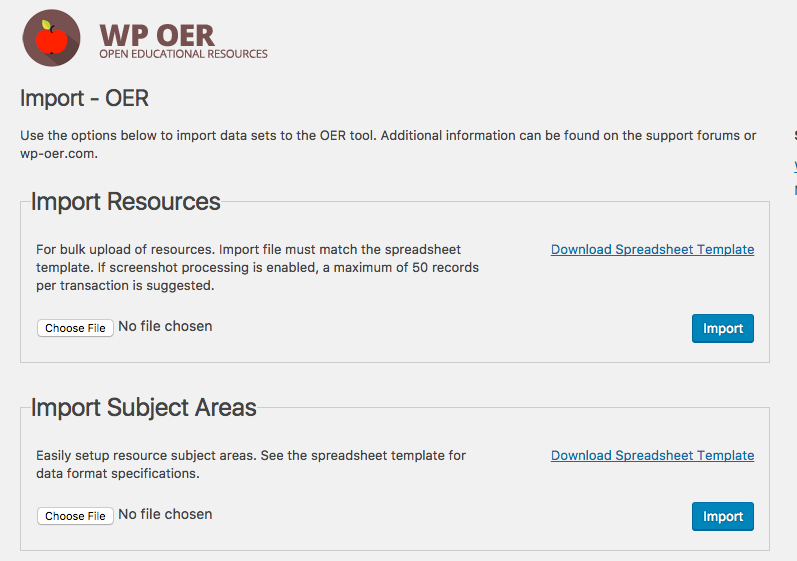 WP OER
OPEN EDUCATIONAL RESOURCES
Import - OER
Use the options below to import data sets to the OER tool. Additional information can be found on the support forums or
wp-oer.com.
Import Resources
For bulk upload of resources. Import file must match the spreadsheet
template. If screenshot processing is enabled, a maximum of 50 records
per transaction is suggested.
Download Spreadsheet Template
Choose File No file chosen
Import
Import Subject Areas
Easily setup resource subject areas. See the spreadsheet template for
data format specifications.
Download Spreadsheet Template
Choose File No file chosen
Import